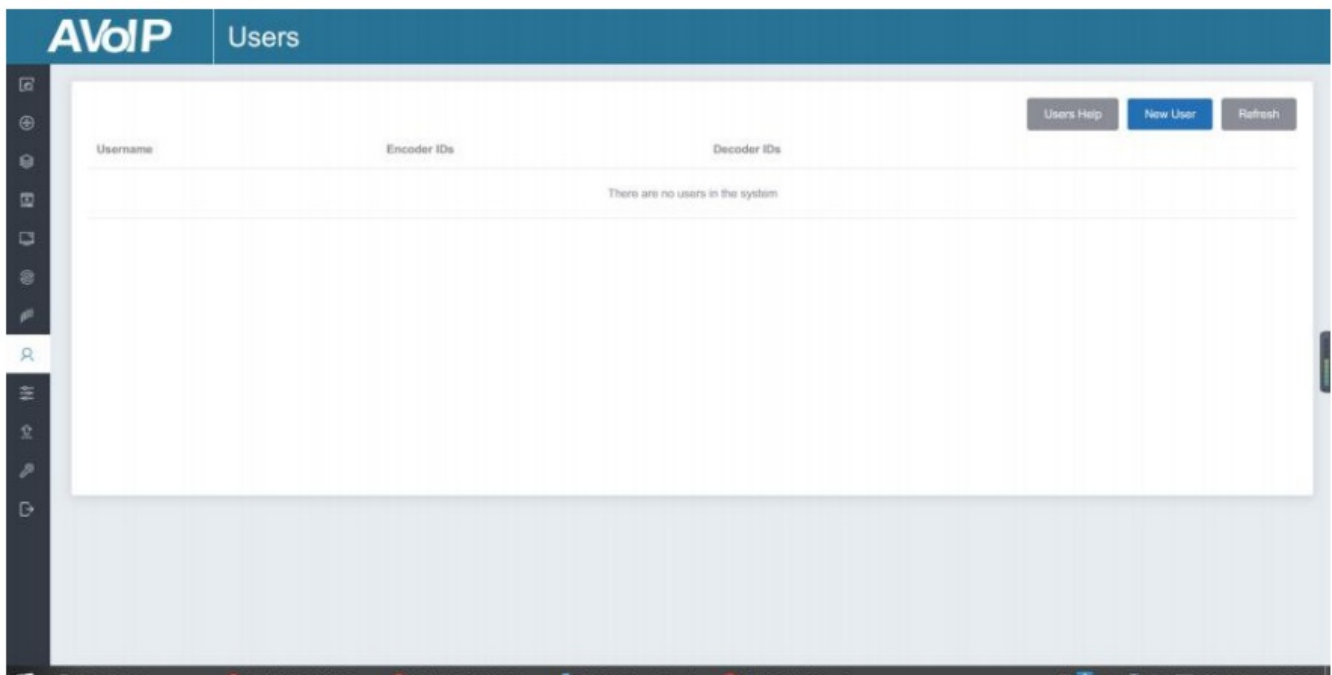 AVoIP Users
Users Help New User Refresh
Username Encoder IDs Decoder IDs
There are no users in the system